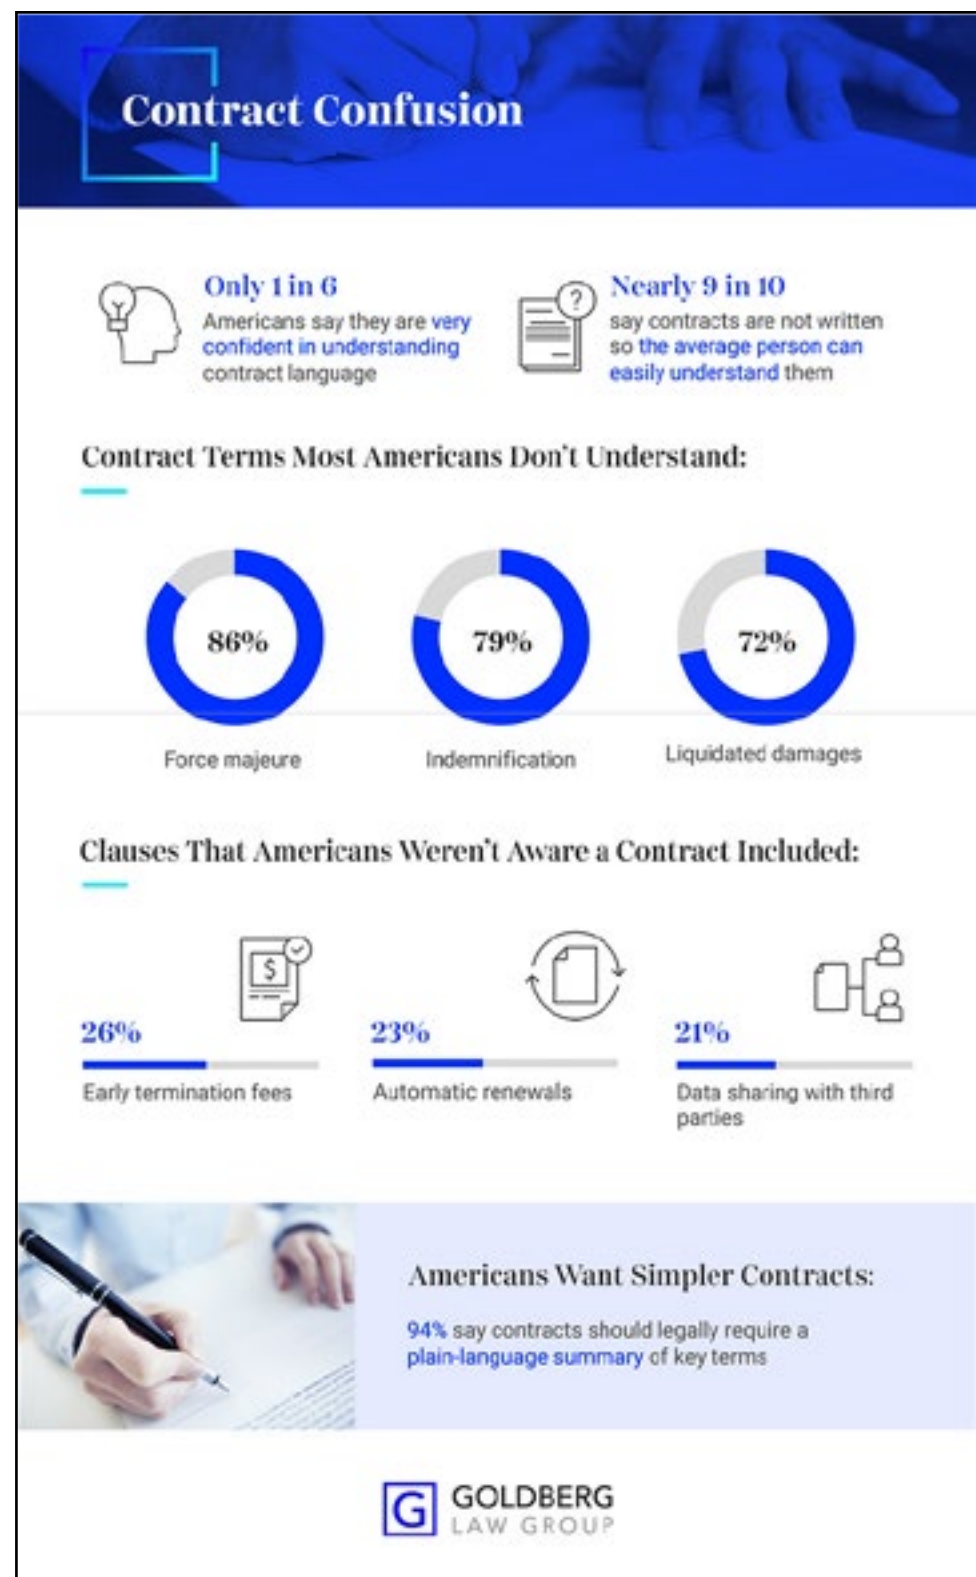 Contract Confusion
Only 1 in 6
Americans say they are very
confident in understanding
contract language
?
Nearly 9 in 10
say contracts are not written
so the average person can
easily understand them
Contract Terms Most Americans Don't Understand:
86%
79%
72%
Force majeure
Indemnification
Liquidated damages
Clauses That Americans Weren't Aware a Contract Included:
$
26%
23%
21%
Early termination fees
Automatic renewals
Data sharing with third
parties
Americans Want Simpler Contracts:
94% say contracts should legally require a
plain-language summary of key terms
G
GOLDBERG
LAW GROUP